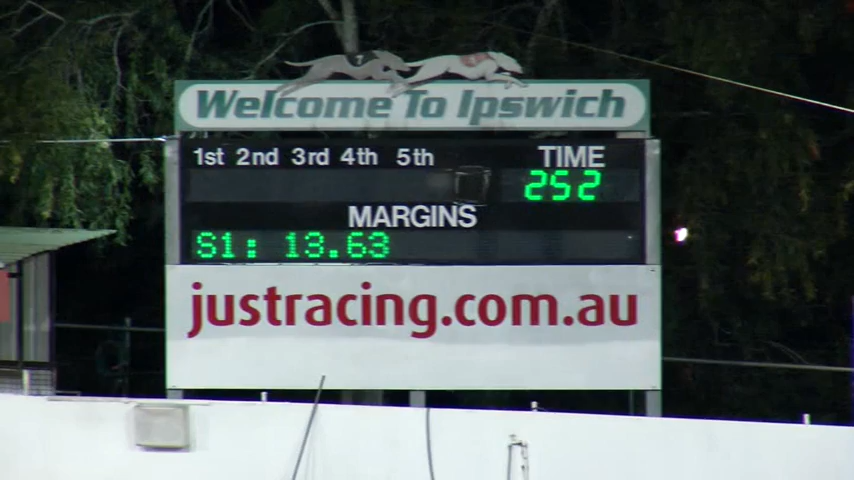 Welcome To Ipswich
1st 2nd 3rd 4th 5th TIME
252
MARGINS
S1: 13.63
justracing.com.au